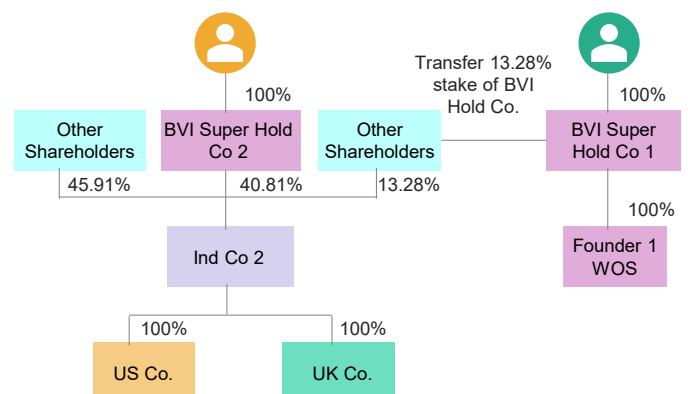 Transfer 13.28%
stake of BVI
Hold Co.
100%
100%
Other
Shareholders
BVI Super Hold
Co 2
Other
Shareholders
BVI Super
Hold Co 1
45.91%
40.81%
13.28%
100%
Ind Co 2
Founder 1
WOS
100%
100%
US Co.
UK Co.